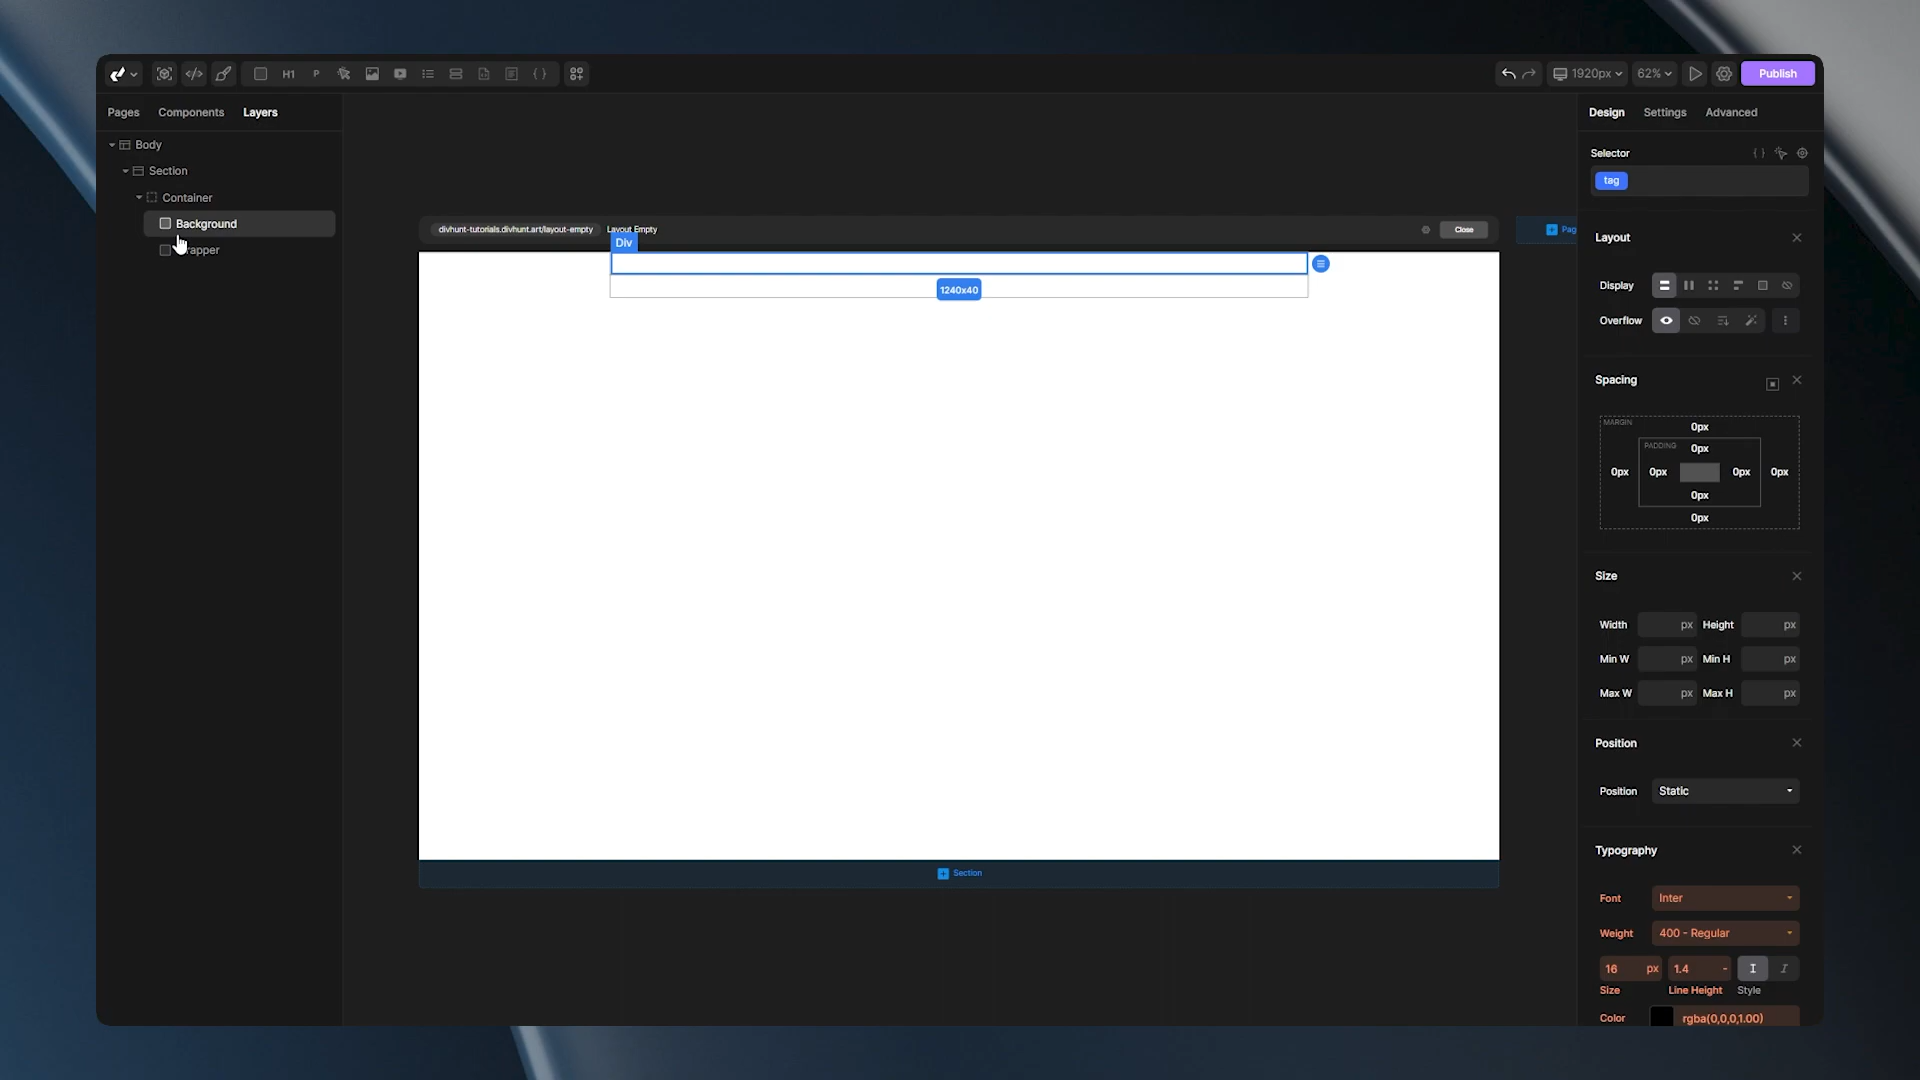 H1
P
1920px
62%
Publish
Pages
Components
Layers
Design
Settings
Advanced
Body
Section
Container
Background
rapper
Selector
tag
divhunt-tutorials.divhunt.art/layout-empty
Layout Empty
Close
Pag
Div
1240x40
Section
Layout
Display
Overflow
Spacing
MARGIN
0px
PADDING
0px
0px
0px
0px
0px
0px
0px
Size
Width
px
Height
px
Min W
px
Min H
px
Max W
px
Max H
px
Position
Position
Static
Typography
Font
Inter
Weight
400 - Regular
16
px
1.4
-
I
I
Size
Line Height
Style
Color
rgba(0,0,0,1.00)